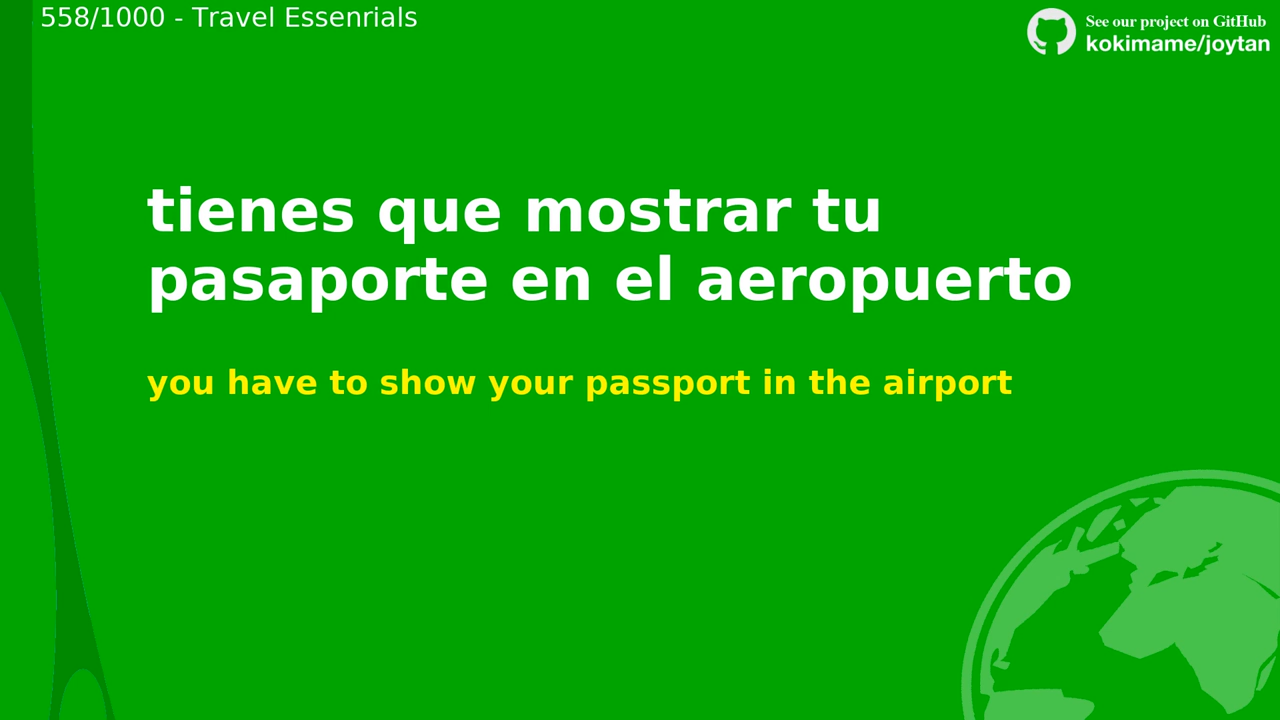 558/1000 - Travel Essenrials
See our project on GitHub
kokimame/joytan
tienes que mostrar tu
pasaporte en el aeropuerto
you have to show your passport in the airport